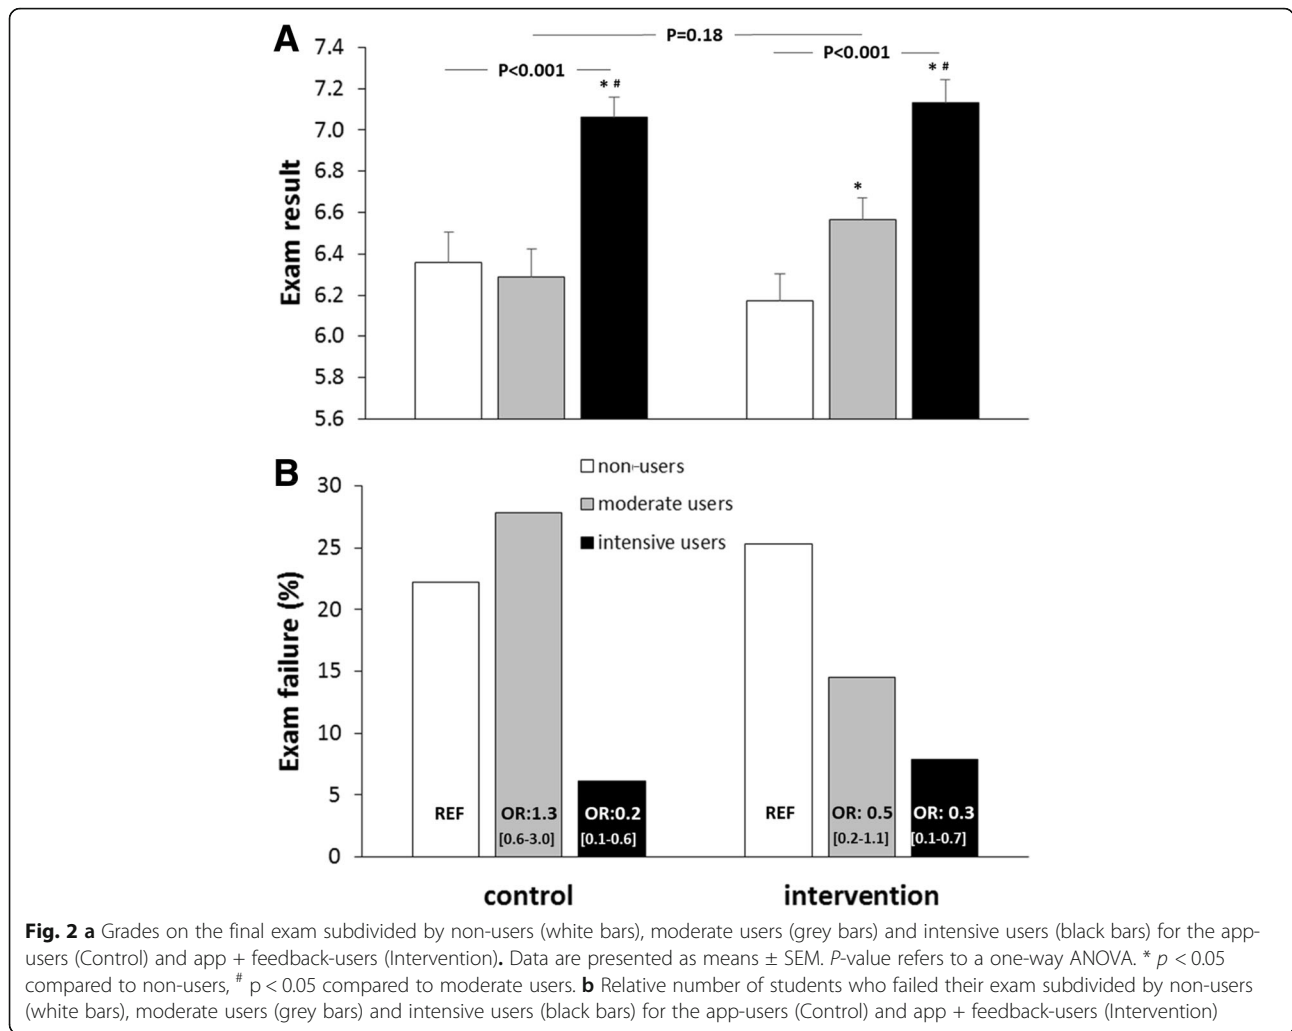 A
P=0.18
7.4
P<0.001
P<0.001
* #
* #
7.2
7.0
6.8
*
6.6
6.4
6.2
6.0
5.8
5.6
Exam result
B
non-users
moderate users
intensive users
30
25
20
15
10
5
0
Exam failure (%)
REF
OR:1.3
[0.6-3.0]
OR:0.2
[0.1-0.6]
REF
OR: 0.5
[0.2-1.1]
OR: 0.3
[0.1-0.7]
control
intervention
Fig. 2 a Grades on the final exam subdivided by non-users (white bars), moderate users (grey bars) and intensive users (black bars) for the app-
users (Control) and app + feedback-users (Intervention). Data are presented as means ± SEM. P-value refers to a one-way ANOVA. * p < 0.05
compared to non-users, # p < 0.05 compared to moderate users. b Relative number of students who failed their exam subdivided by non-users
(white bars), moderate users (grey bars) and intensive users (black bars) for the app-users (Control) and app + feedback-users (Intervention)